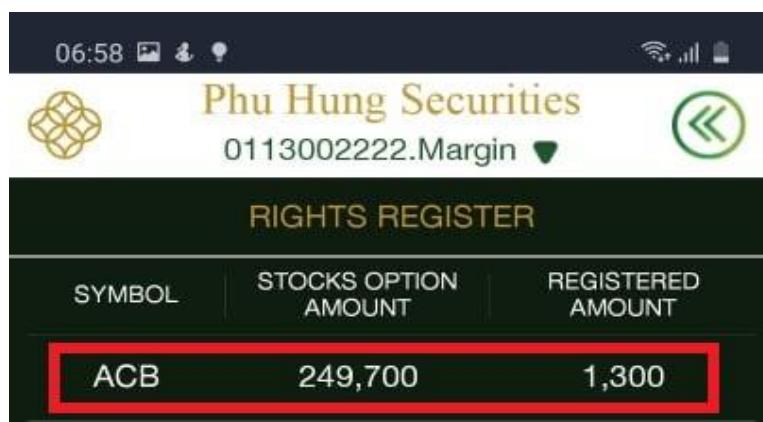 06:58
Phu Hung Securities
0113002222.Margin
RIGHTS REGISTER
SYMBOL STOCKS OPTION AMOUNT REGISTERED AMOUNT
ACB 249,700 1,300